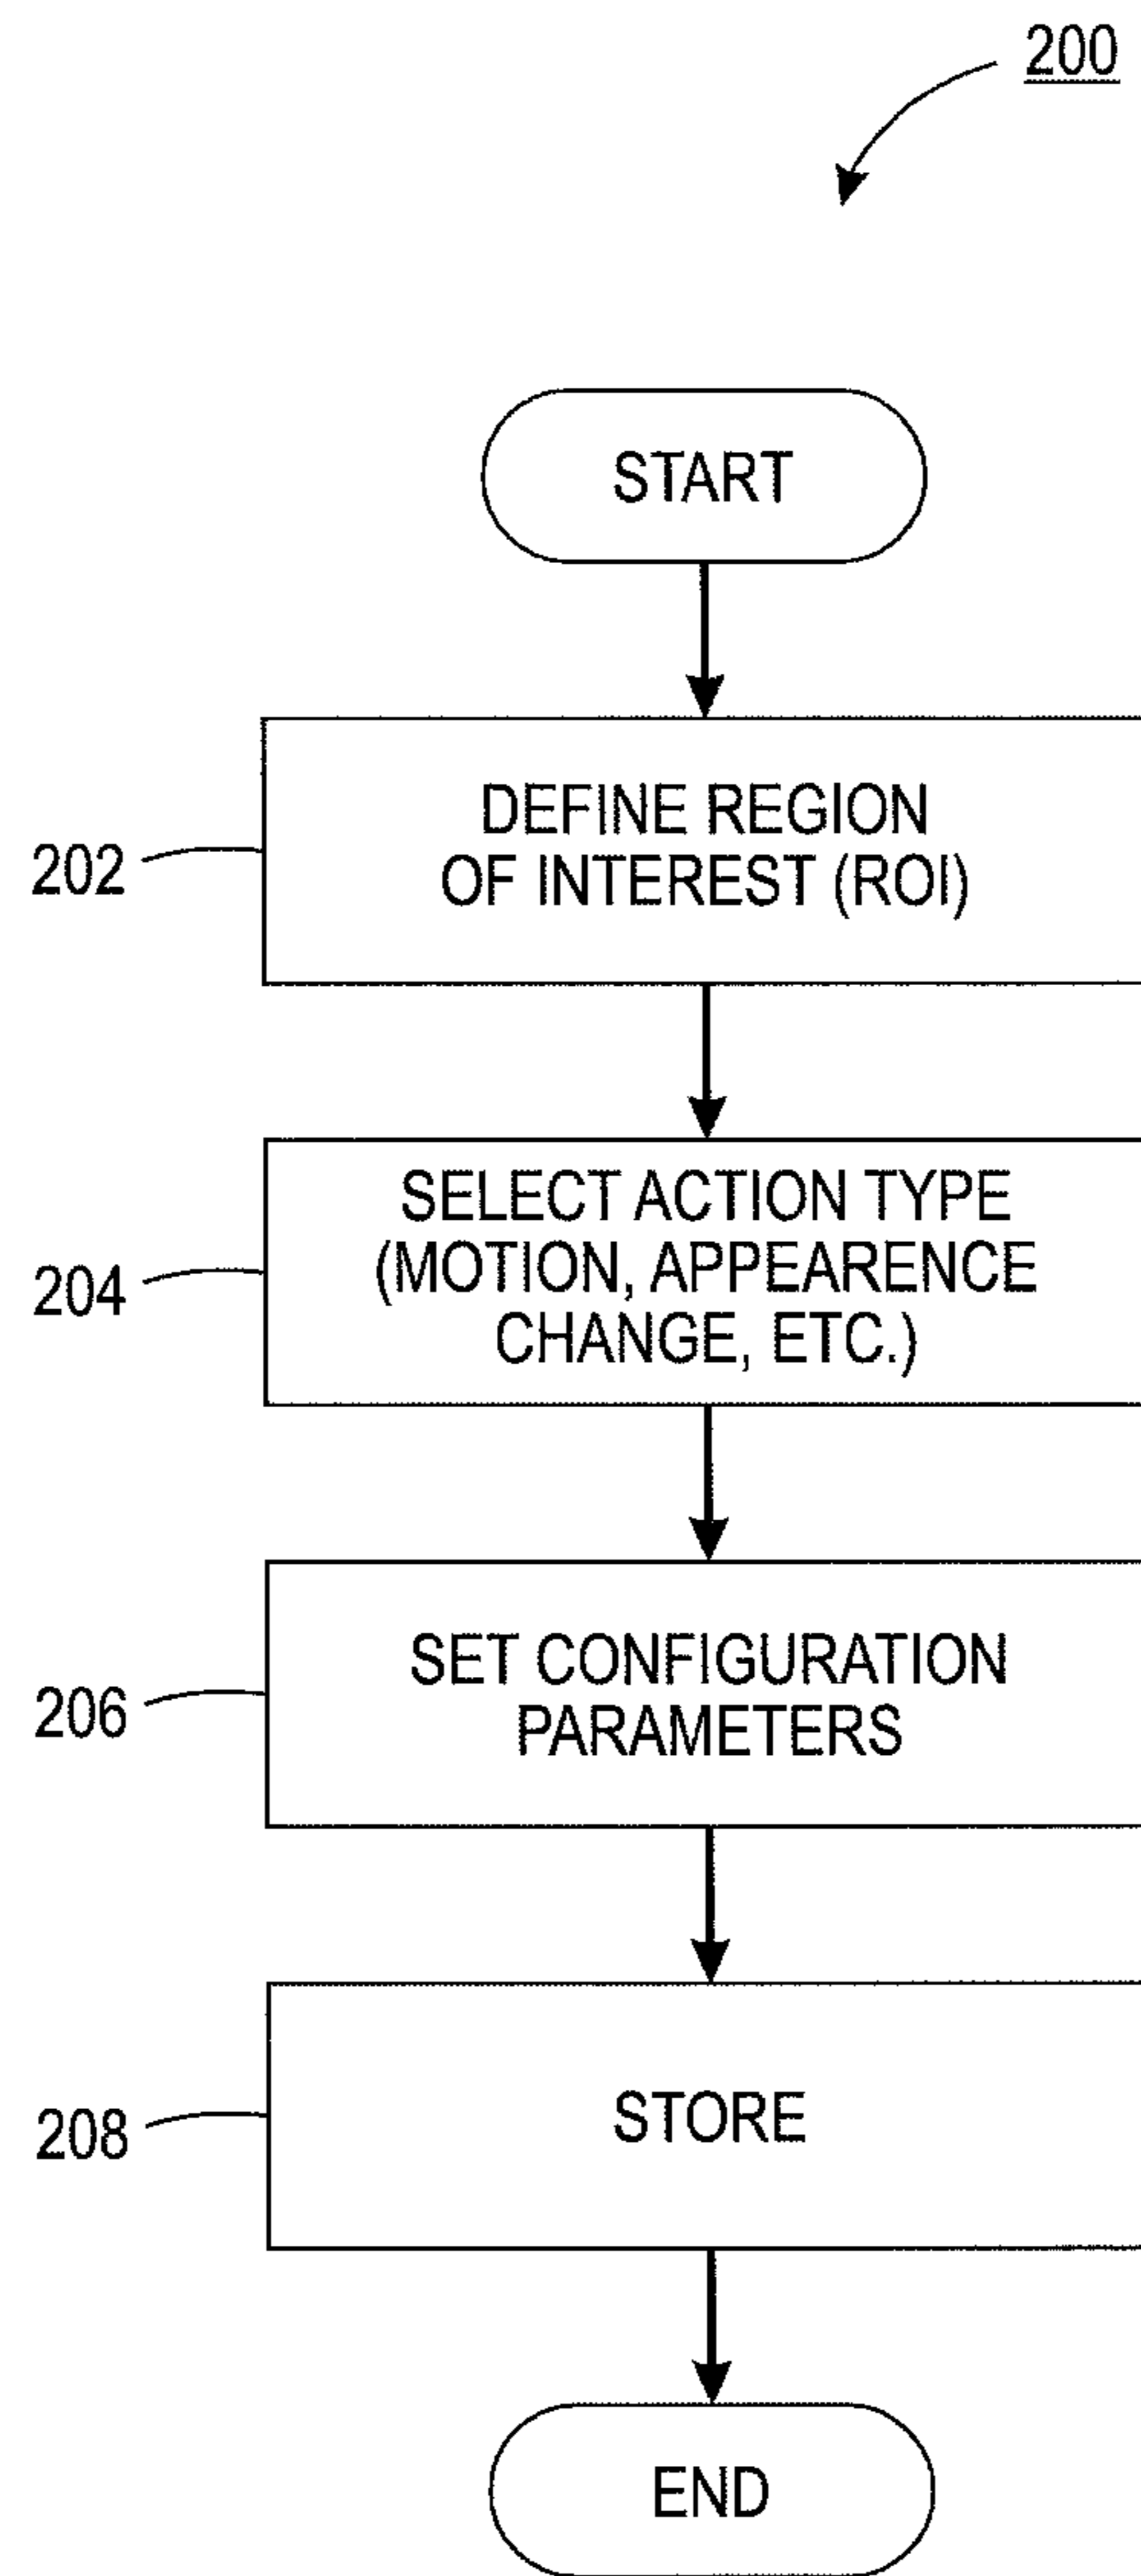 200
START
DEFINE REGION
OF INTEREST (ROI)
202
SELECT ACTION TYPE
(MOTION, APPEARENCE
CHANGE, ETC.)
204
SET CONFIGURATION
PARAMETERS
206
STORE
208
END